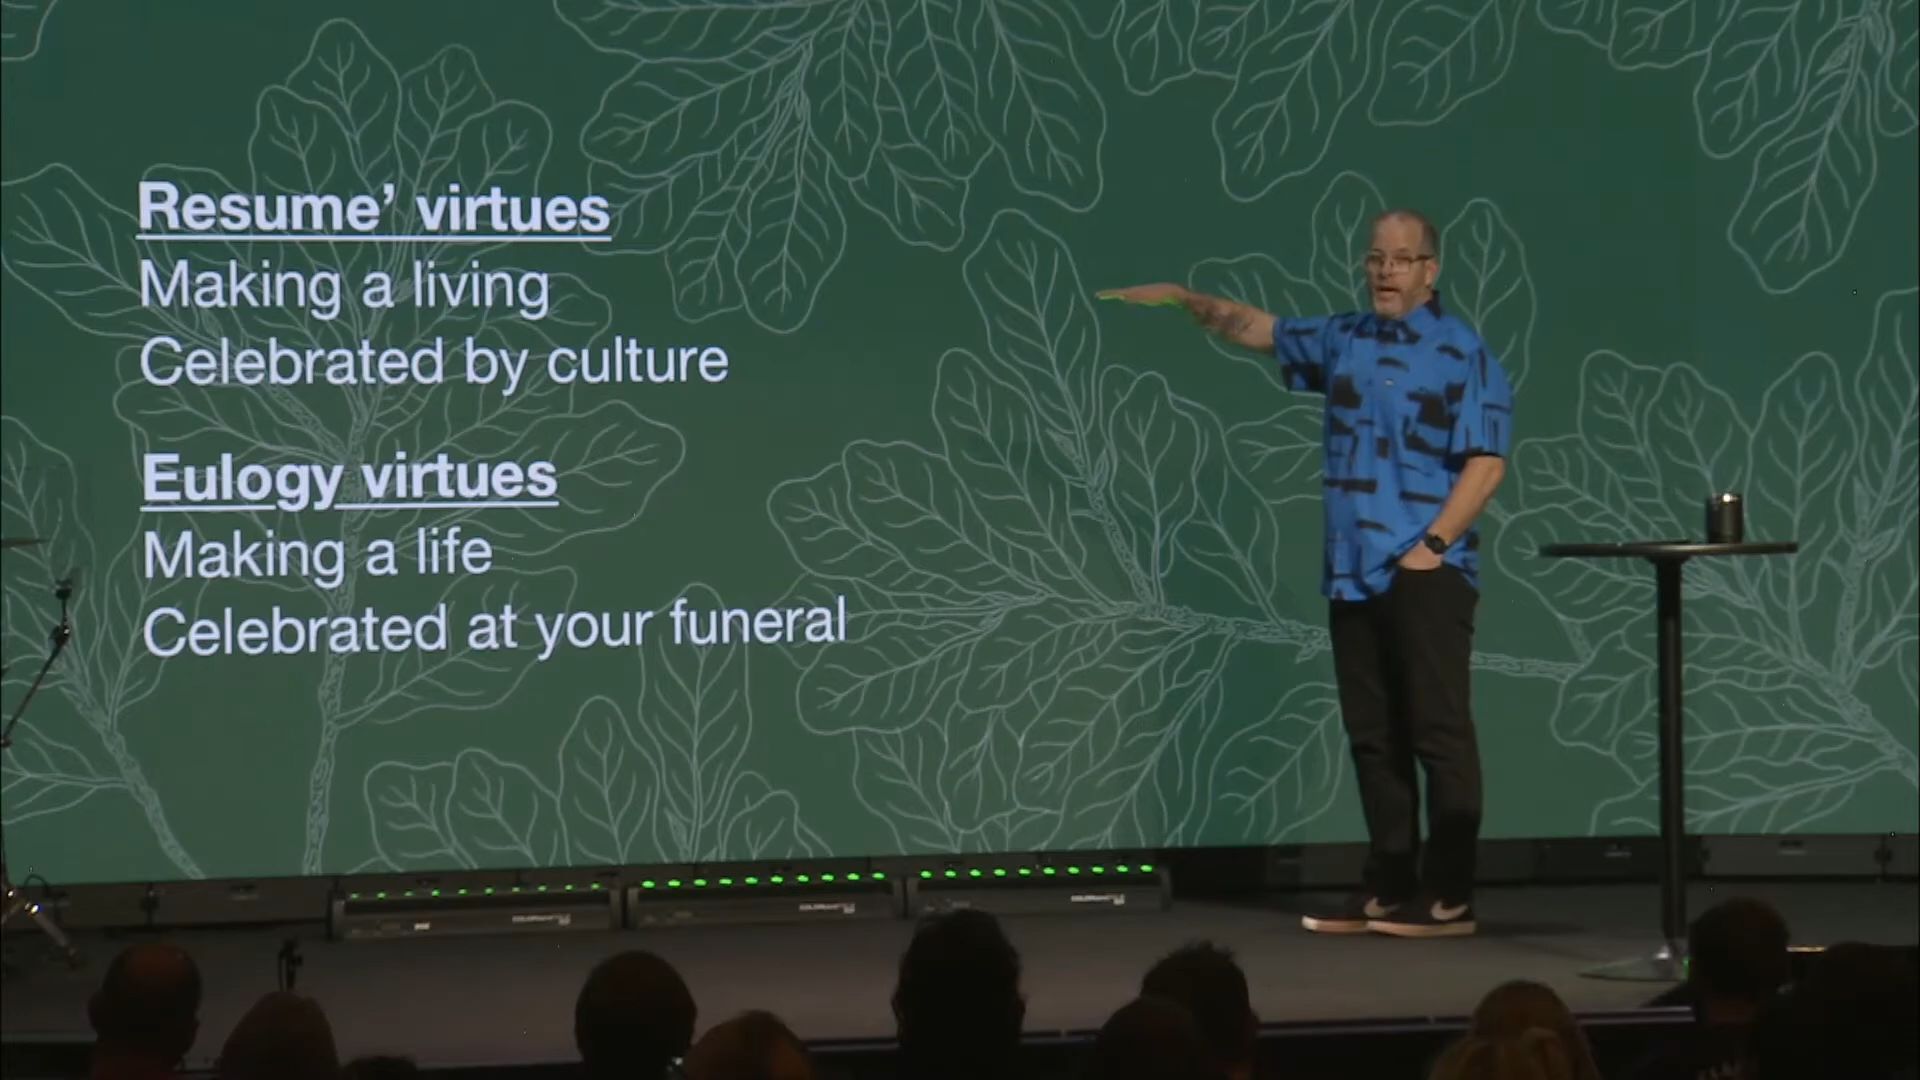 Resume’ virtues
Making a living
Celebrated by culture
Eulogy virtues
Making a life
Celebrated at your funeral